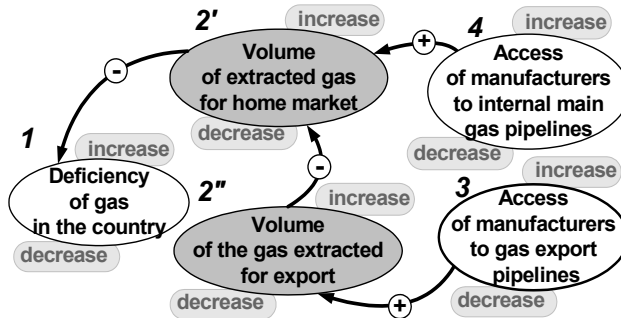 2'
increase
Volume
of extracted gas
for home market
decrease
-
+
4
increase
Access
of manufacturers
to internal main
gas pipelines
decrease
1
increase
Deficiency
of gas
in the country
decrease
-
2"
increase
Volume
of the gas extracted
for export
decrease
+
3
increase
Access
of manufacturers
to gas export
pipelines
decrease